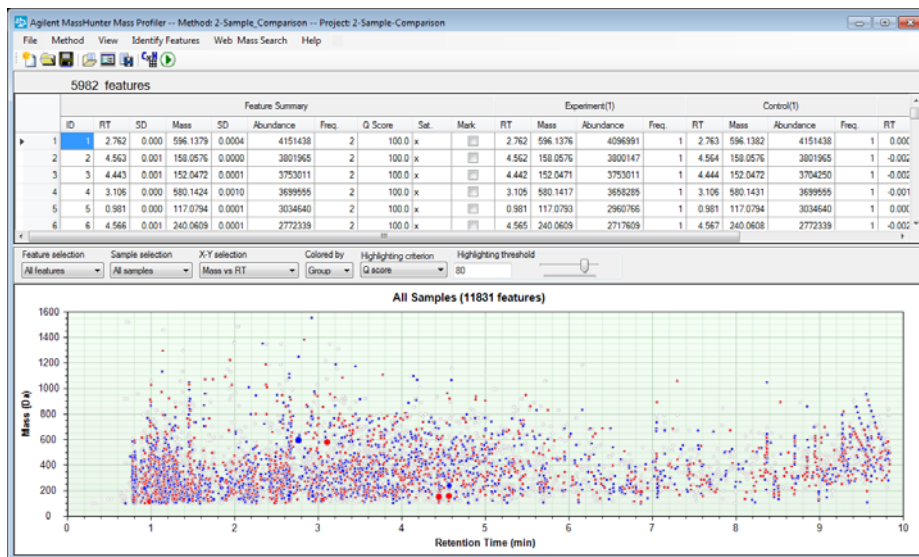 Agilent MassHunter Mass Profiler -- Method: 2-Sample_Comparison -- Project: 2-Sample-Comparison
File Method View Identify Features Web Mass Search Help
5982 features
Feature Summary Experiment(1) Control(1)
ID RT SD Mass SD Abundance Freq. Q Score Sat. Mark RT Mass Abundance Freq. RT Mass Abundance Freq. RT
1 1 2.762 0.000 596.1379 0.0004 4151438 2 100.0 x 2.762 596.1376 4096991 1 2.763 596.1382 4151438 1 0.000
2 2 4.563 0.001 158.0576 0.0000 3801965 2 100.0 x 4.562 158.0576 3800147 1 4.564 158.0576 3801965 1 -0.002
3 3 4.443 0.001 152.0472 0.0001 3753011 2 100.0 x 4.442 152.0471 3753011 1 4.444 152.0472 3704250 1 -0.002
4 4 3.106 0.000 580.1424 0.0010 3699555 2 100.0 x 3.105 580.1417 3658285 1 3.106 580.1431 3699555 1 -0.001
5 5 0.981 0.000 117.0794 0.0001 3034640 2 100.0 x 0.981 117.0793 2960766 1 0.981 117.0794 3034640 1 0.000
6 6 4.566 0.001 240.0609 0.0001 2772339 2 100.0 x 4.565 240.0609 2717609 1 4.567 240.0608 2772339 1 -0.002
Feature selection Sample selection X-Y selection Colored by Highlighting criterion Highlighting threshold
All features All samples Mass vs RT Group Q score 80
All Samples (11831 features)
1600
1400
1200
1000
800
600
400
200
0
Mass (Da)
0 1 2 3 4 5 6 7 8 9 10
Retention Time (min)